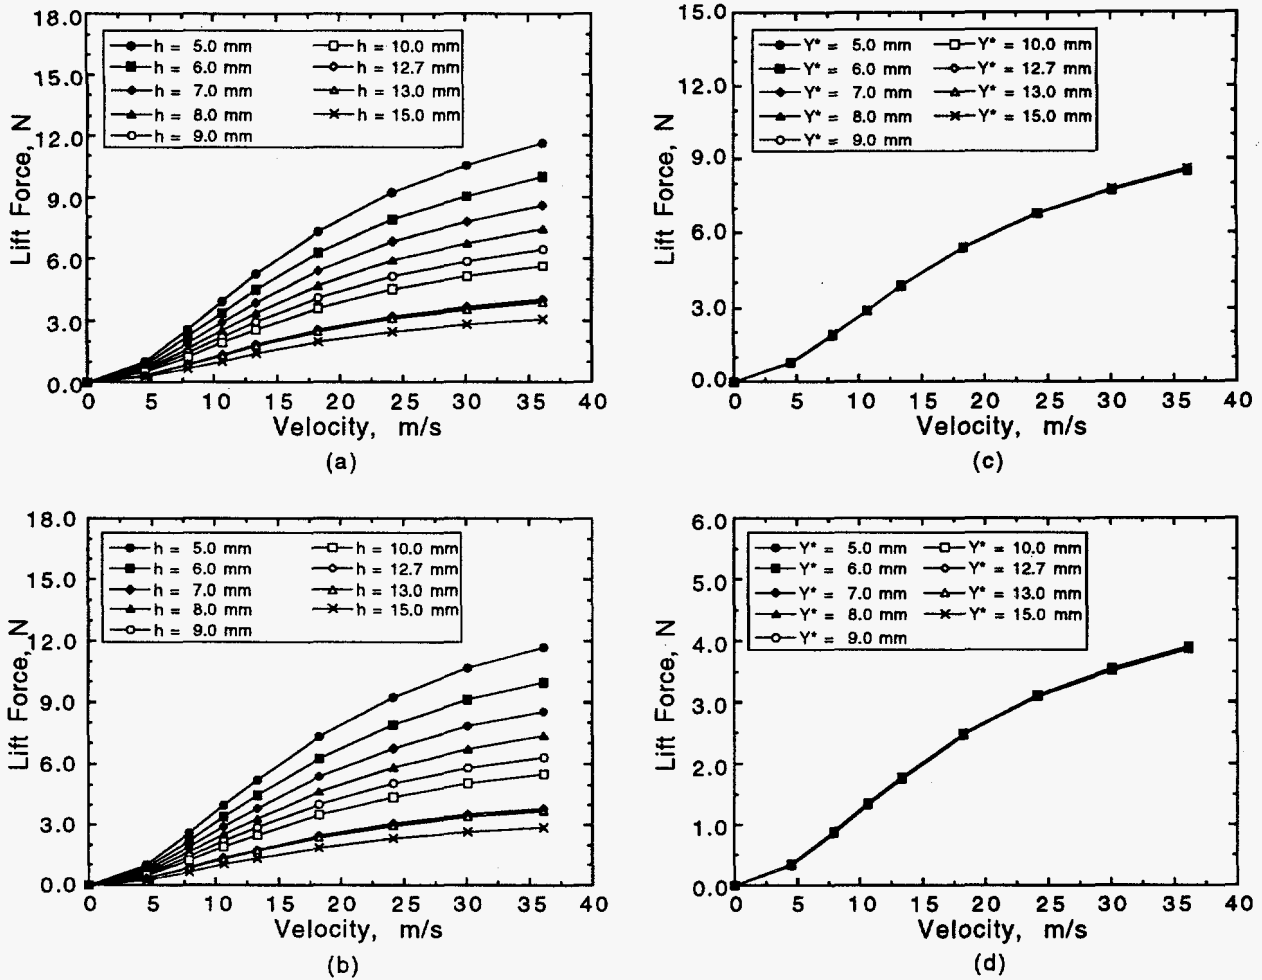 18.0
15.0
12.0
9.0
6.0
3.0
0.0
Lift Force, N
h = 5.0 mm
h = 6.0 mm
h = 7.0 mm
h = 8.0 mm
h = 9.0 mm
h = 10.0 mm
h = 12.7 mm
h = 13.0 mm
h = 15.0 mm
0 5 10 15 20 25 30 35 40
Velocity, m/s
(a)
15.0
12.0
9.0
6.0
3.0
0.0
Lift Force, N
Y* = 5.0 mm
Y* = 6.0 mm
Y* = 7.0 mm
Y* = 8.0 mm
Y* = 9.0 mm
Y* = 10.0 mm
Y* = 12.7 mm
Y* = 13.0 mm
Y* = 15.0 mm
0 5 10 15 20 25 30 35 40
Velocity, m/s
(c)
18.0
15.0
12.0
9.0
6.0
3.0
0.0
Lift Force, N
h = 5.0 mm
h = 6.0 mm
h = 7.0 mm
h = 8.0 mm
h = 9.0 mm
h = 10.0 mm
h = 12.7 mm
h = 13.0 mm
h = 15.0 mm
0 5 10 15 20 25 30 35 40
Velocity, m/s
(b)
6.0
5.0
4.0
3.0
2.0
1.0
0.0
Lift Force, N
Y* = 5.0 mm
Y* = 6.0 mm
Y* = 7.0 mm
Y* = 8.0 mm
Y* = 9.0 mm
Y* = 10.0 mm
Y* = 12.7 mm
Y* = 13.0 mm
Y* = 15.0 mm
0 5 10 15 20 25 30 35 40
Velocity, m/s
(d)